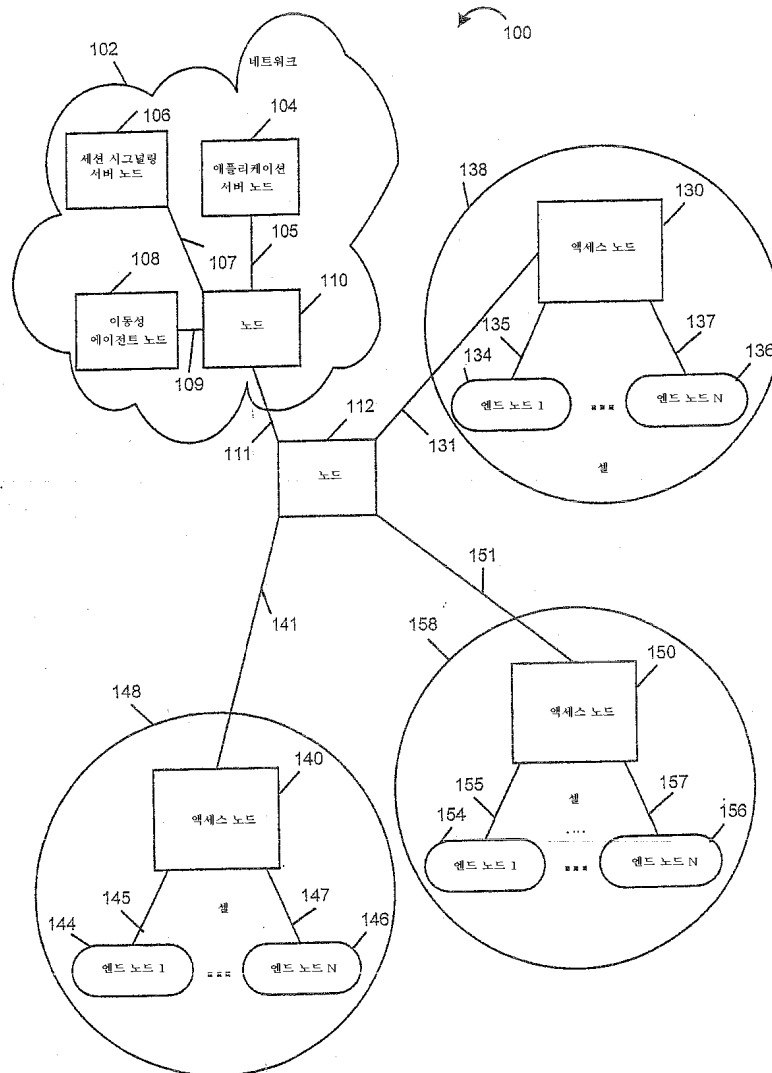 100
102
네트워크
106
104
세션 시그널링
서버 노드
애플리케이션
서버 노드
107
105
108
110
이동성
에이전트 노드
노드
109
111
112
노드
138
130
액세스 노드
135
137
134
136
엔드 노드 1
엔드 노드 N
131
셀
141
151
158
150
액세스 노드
155
157
셀
154
156
엔드 노드 1
엔드 노드 N
148
140
액세스 노드
145
147
셀
144
146
엔드 노드 1
엔드 노드 N